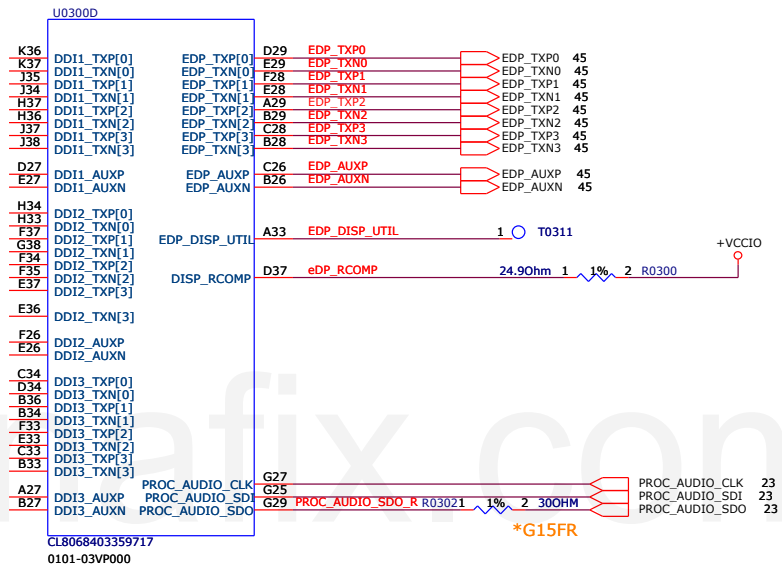 U0300D
K36 DDI1_TXP[0] EDP_TXP[0] D29 EDP_TXP0 EDP_TXP0 45
K37 DDI1_TXN[0] EDP_TXN[0] E29 EDP_TXN0 EDP_TXN0 45
J35 DDI1_TXP[1] EDP_TXP[1] F28 EDP_TXP1 EDP_TXP1 45
J34 DDI1_TXN[1] EDP_TXN[1] E28 EDP_TXN1 EDP_TXN1 45
H37 DDI1_TXP[2] EDP_TXP[2] A29 EDP_TXP2 EDP_TXP2 45
H36 DDI1_TXN[2] EDP_TXN[2] B29 EDP_TXN2 EDP_TXN2 45
J37 DDI1_TXP[3] EDP_TXP[3] C28 EDP_TXP3 EDP_TXP3 45
J38 DDI1_TXN[3] EDP_TXN[3] B28 EDP_TXN3 EDP_TXN3 45
D27 DDI1_AUXP EDP_AUXP C26 EDP_AUXP EDP_AUXP 45
E27 DDI1_AUXN EDP_AUXN B26 EDP_AUXN EDP_AUXN 45
H34 DDI2_TXP[0]
H33 DDI2_TXN[0]
F37 DDI2_TXP[1] EDP_DISP_UTIL A33 EDP_DISP_UTIL 1 T0311
G38 DDI2_TXN[1]
+VCCIO
F34 DDI2_TXP[2]
F35 DDI2_TXN[2] DISP_RCOMP D37 eDP_RCOMP 24.9Ohm 1 1% 2 R0300
E37 DDI2_TXP[3]
E36 DDI2_TXN[3]
F26 DDI2_AUXP
E26 DDI2_AUXN
C34 DDI3_TXP[0]
D34 DDI3_TXN[0]
B36 DDI3_TXP[1]
B34 DDI3_TXN[1]
F33 DDI3_TXP[2]
E33 DDI3_TXN[2]
C33 DDI3_TXP[3]
B33 DDI3_TXN[3]
PROC_AUDIO_CLK G27 PROC_AUDIO_CLK 23
A27 DDI3_AUXP PROC_AUDIO_SDI G25 PROC_AUDIO_SDI 23
B27 DDI3_AUXN PROC_AUDIO_SDO G29 PROC_AUDIO_SDO_R R0302 1 1% 2 30OHM PROC_AUDIO_SDO 23
*G15FR
CL8068403359717
0101-03VP000
nafix.con